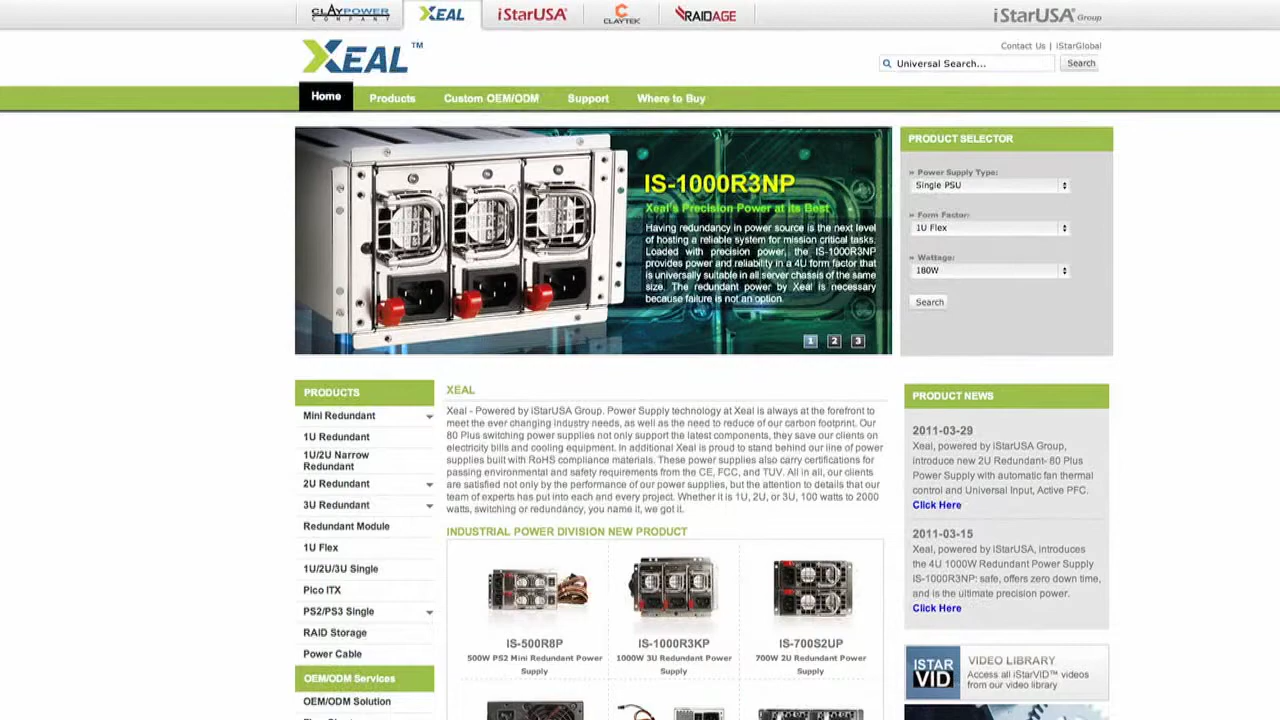 CLAYPOWER
COMPANY
XEAL
iStarUSA
CLAYTEK
RAIDAGE
iStarUSA Group
XEAL™
Contact Us | iStarGlobal
Universal Search...
Search
Home
Products
Custom OEM/ODM
Support
Where to Buy
IS-1000R3NP
Xeal's Precision Power at its Best
Having redundancy in power source is the next level
of hosting a reliable system for mission critical tasks.
Loaded with precision power, the IS-1000R3NP
provides power and reliability in a 4U form factor that
is universally suitable in all server chassis of the same
size. The redundant power by Xeal is necessary
because failure is not an option.
1 2 3
PRODUCT SELECTOR
» Power Supply Type:
Single PSU
» Form Factor:
1U Flex
» Wattage:
180W
Search
PRODUCTS
Mini Redundant
1U Redundant
1U/2U Narrow
Redundant
2U Redundant
3U Redundant
Redundant Module
1U Flex
1U/2U/3U Single
Pico ITX
PS2/PS3 Single
RAID Storage
Power Cable
OEM/ODM Services
OEM/ODM Solution
XEAL
Xeal - Powered by iStarUSA Group. Power Supply technology at Xeal is always at the forefront to
meet the ever changing industry needs, as well as the need to reduce of our carbon footprint. Our
80 Plus switching power supplies not only support the latest components, they save our clients on
electricity bills and cooling equipment. In additional Xeal is proud to stand behind our line of power
supplies built with RoHS compliance materials. These power supplies also carry certifications for
passing environmental and safety requirements from the CE, FCC, and TUV. All in all, our clients
are satisfied not only by the performance of our power supplies, but the attention to details that our
team of experts has put into each and every project. Whether it is 1U, 2U, or 3U, 100 watts to 2000
watts, switching or redundancy, you name it, we got it.
INDUSTRIAL POWER DIVISION NEW PRODUCT
IS-500R8P
500W PS2 Mini Redundant Power
Supply
IS-1000R3KP
1000W 3U Redundant Power
Supply
IS-700S2UP
700W 2U Redundant Power
Supply
PRODUCT NEWS
2011-03-29
Xeal, powered by iStarUSA Group,
introduce new 2U Redundant- 80 Plus
Power Supply with automatic fan thermal
control and Universal Input, Active PFC.
Click Here
2011-03-15
Xeal, powered by iStarUSA, introduces
the 4U 1000W Redundant Power Supply
IS-1000R3NP: safe, offers zero down time,
and is the ultimate precision power.
Click Here
ISTAR
VID
VIDEO LIBRARY
Access all iStarVID™ videos
from our video library